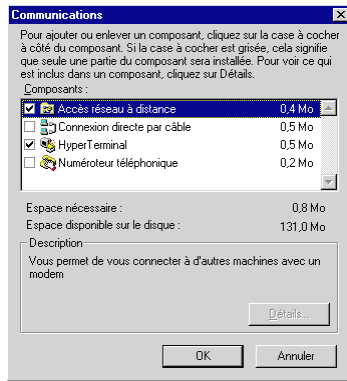 Communications
Pour ajouter ou enlever un composant, cliquez sur la case à cocher
à côté du composant. Si la case à cocher est grisée, cela signifie
que seule une partie du composant sera installée. Pour voir ce qui
est inclus dans un composant, cliquez sur Détails.
Composants :
Accès réseau à distance 0,4 Mo
Connexion directe par câble 0,5 Mo
HyperTerminal 0,5 Mo
Numéroteur téléphonique 0,2 Mo
Espace nécessaire : 0,8 Mo
Espace disponible sur le disque : 131,0 Mo
Description
Vous permet de vous connecter à d'autres machines avec un
modem
Détails...
OK Annuler